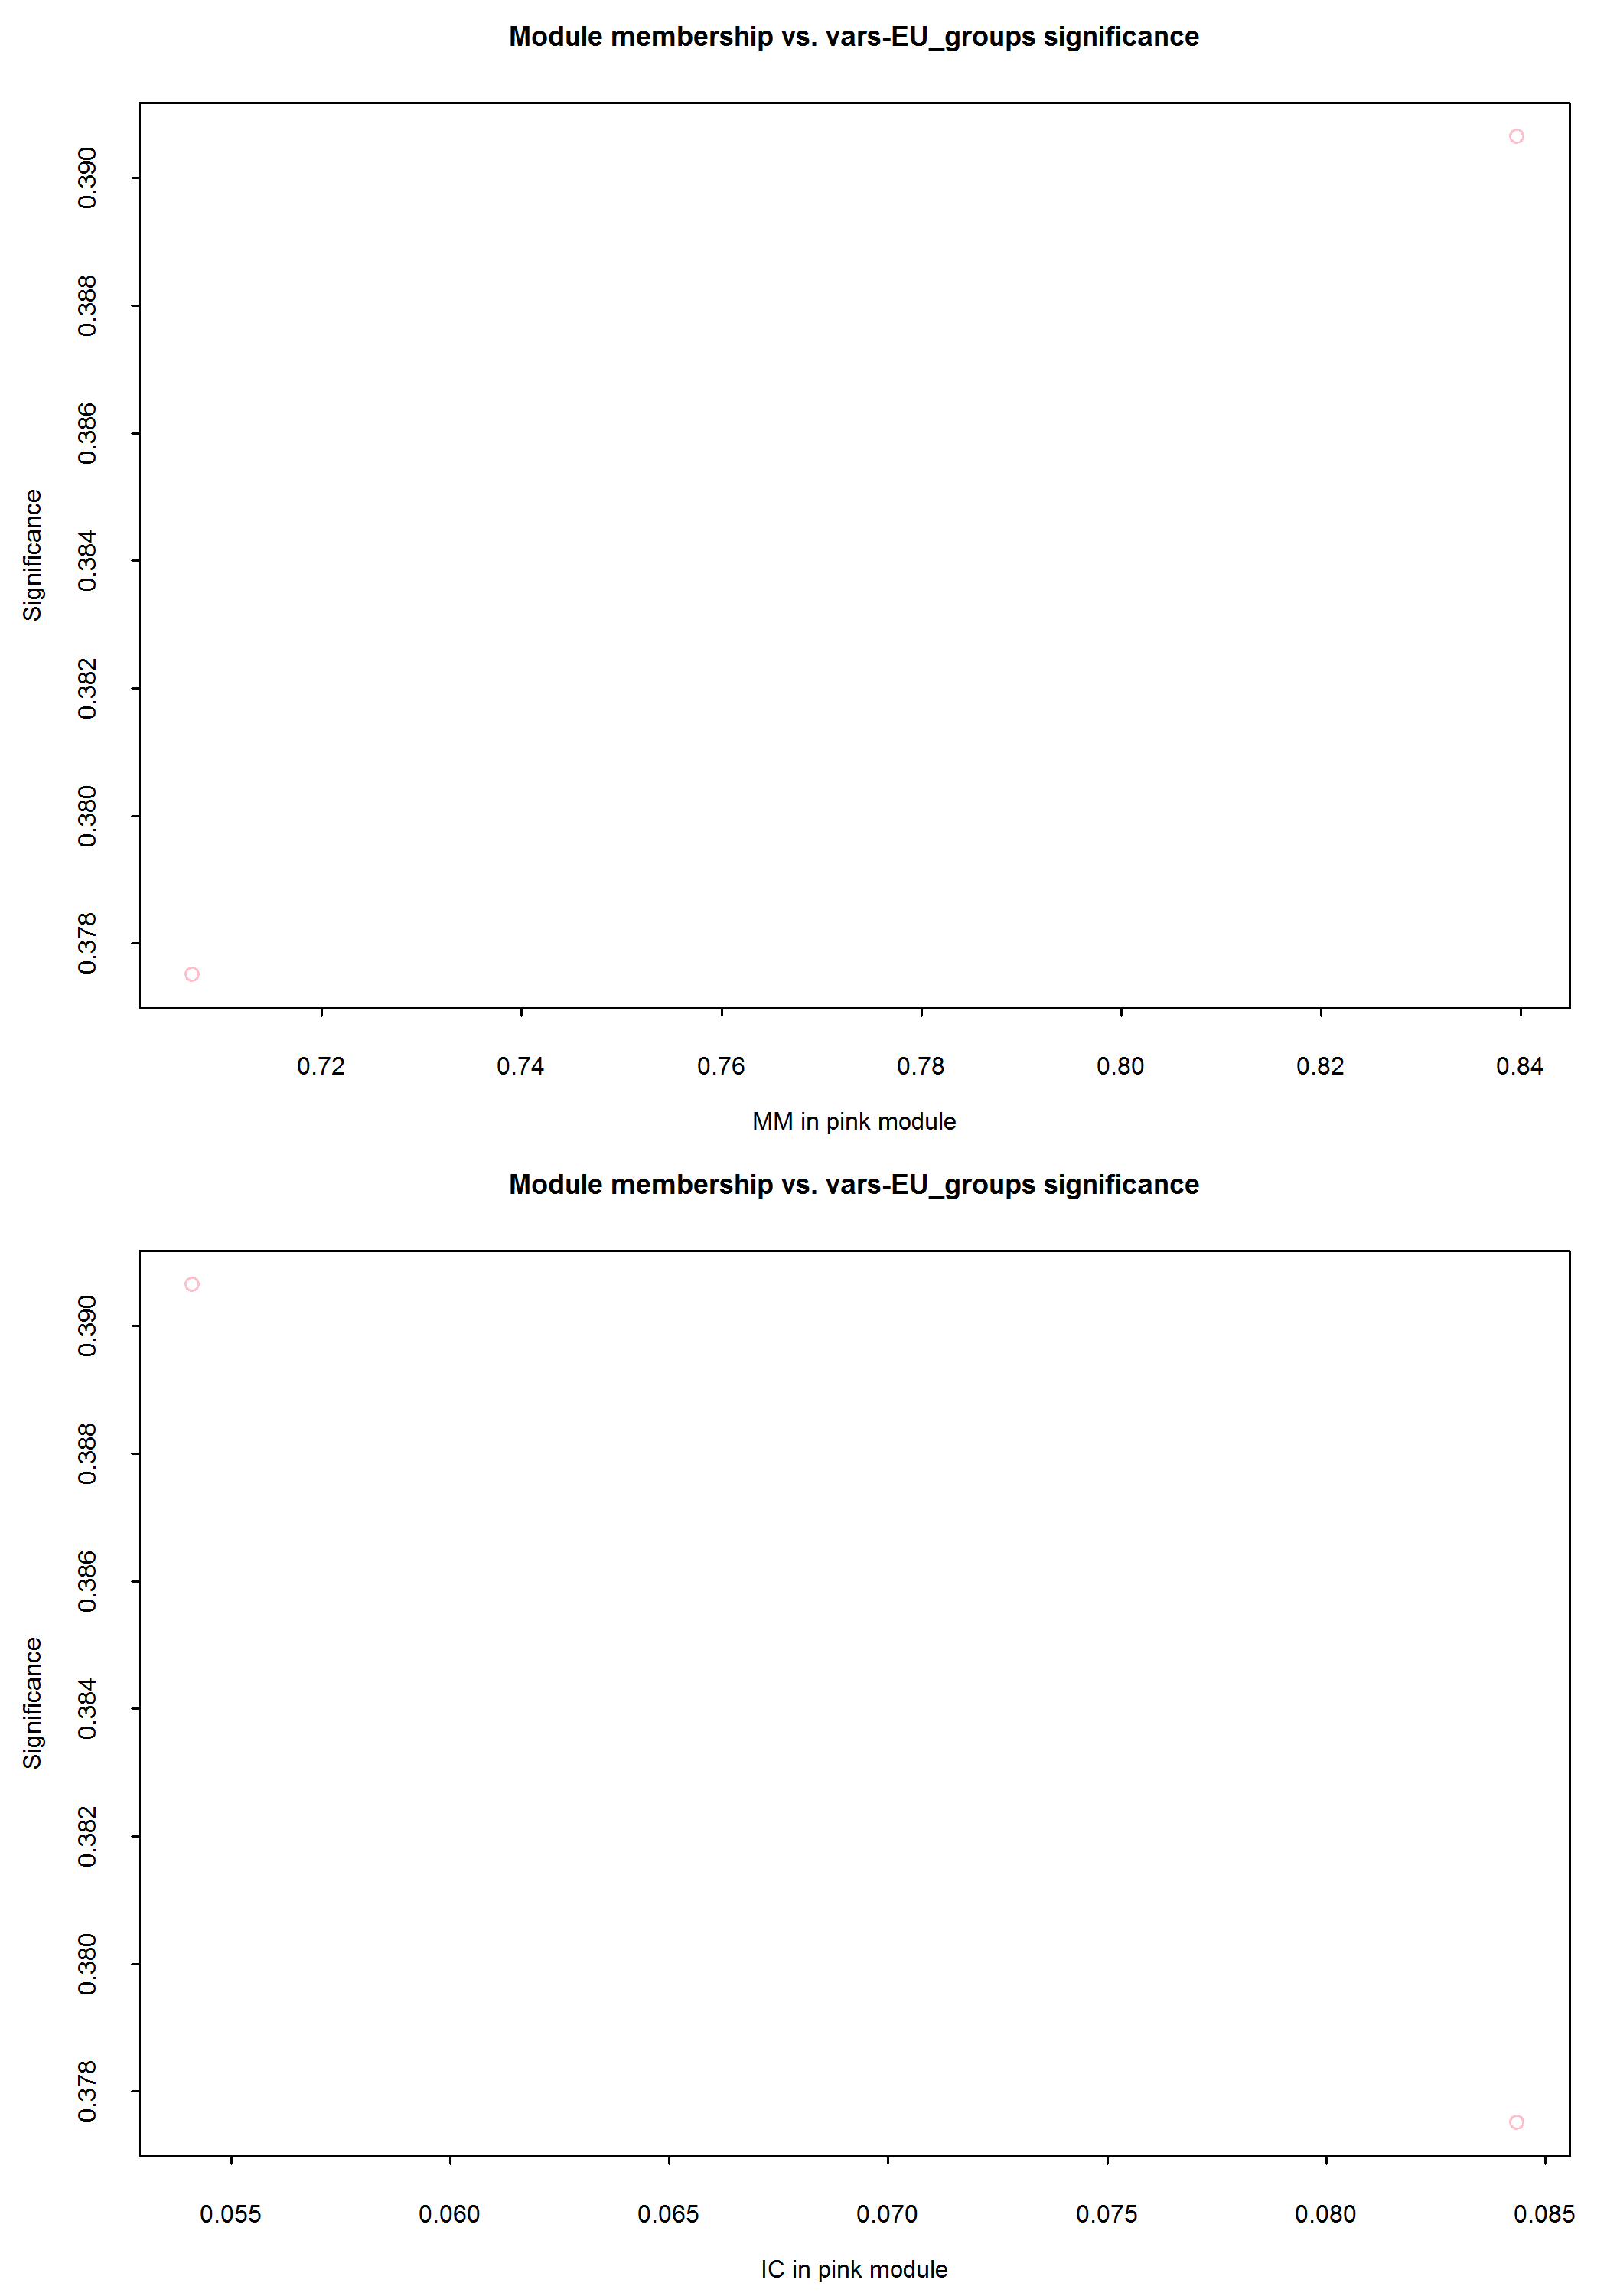 Module membership vs. vars-EU_groups significance
Significance
0.390
0.388
0.386
0.384
0.382
0.380
0.378
0.72 0.74 0.76 0.78 0.80 0.82 0.84
MM in pink module
Module membership vs. vars-EU_groups significance
Significance
0.390
0.388
0.386
0.384
0.382
0.380
0.378
0.055 0.060 0.065 0.070 0.075 0.080 0.085
IC in pink module